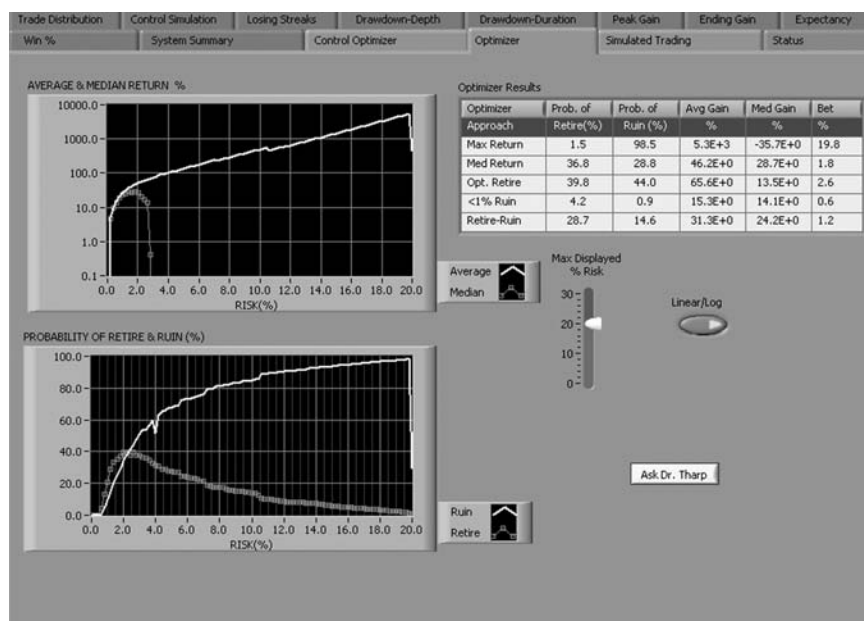 Trade Distribution Control Simulation Losing Streaks Drawdown-Depth Drawdown-Duration Peak Gain Ending Gain Expectancy
Win % System Summary Control Optimizer Optimizer Simulated Trading Status
AVERAGE & MEDIAN RETURN %
10000.0
1000.0
100.0
10.0
1.0
0.1
0.0 2.0 4.0 6.0 8.0 10.0 12.0 14.0 16.0 18.0 20.0
RISK(%)
Average
Median
Optimizer Results
Optimizer Prob. of Prob. of Avg Gain Med Gain Bet
Approach Retire(%) Ruin (%) % % %
Max Return 1.5 98.5 5.3E+3 -35.7E+0 19.8
Med Return 36.8 28.8 46.2E+0 28.7E+0 1.8
Opt. Retire 39.8 44.0 65.6E+0 13.5E+0 2.6
<1% Ruin 4.2 0.9 15.3E+0 14.1E+0 0.6
Retire-Ruin 28.7 14.6 31.3E+0 24.2E+0 1.2
Max Displayed
% Risk
30
20
10
0
Linear/Log
PROBABILITY OF RETIRE & RUIN (%)
100.0
80.0
60.0
40.0
20.0
0.0
0.0 2.0 4.0 6.0 8.0 10.0 12.0 14.0 16.0 18.0 20.0
RISK(%)
Ruin
Retire
Ask Dr. Tharp